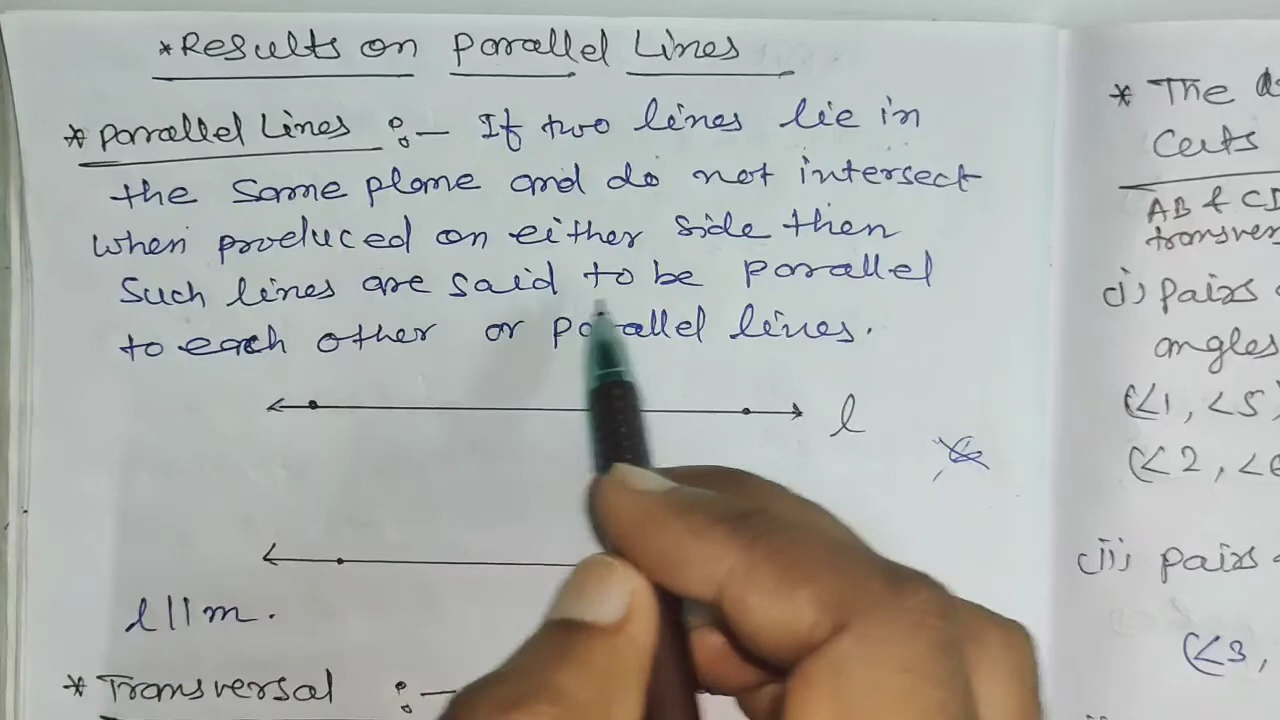 *Results on Parallel Lines
*Parallel Lines :— If two lines lie in
the same plane and do not intersect
when produced on either side then
Such lines are said to be parallel
to each other or parallel lines.
l
l||m.
*Transversal :—
* The
Cuts
AB & CD
transver
(i) pairs
angles
(<1, <5)
(<2, <6
(ii) pairs
(<3,